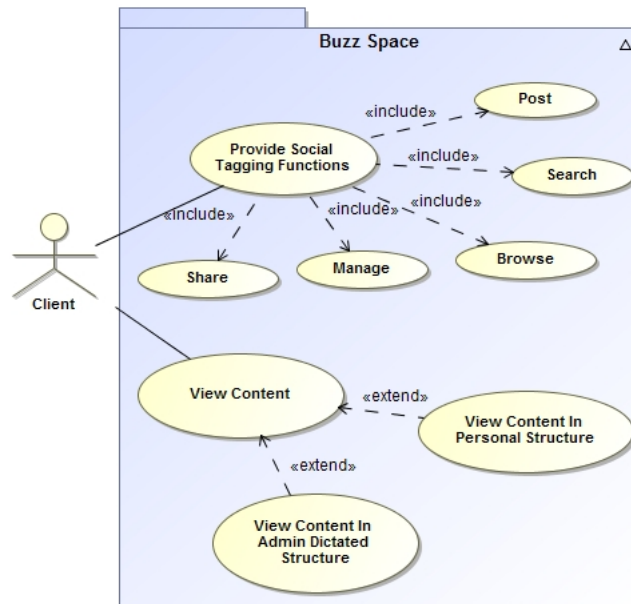 Buzz Space
Post
«include»
Provide Social
Tagging Functions
«include»
Search
«include»
«include»
«include»
Share
Manage
Browse
Client
View Content
«extend»
View Content In
Personal Structure
«extend»
View Content In
Admin Dictated
Structure